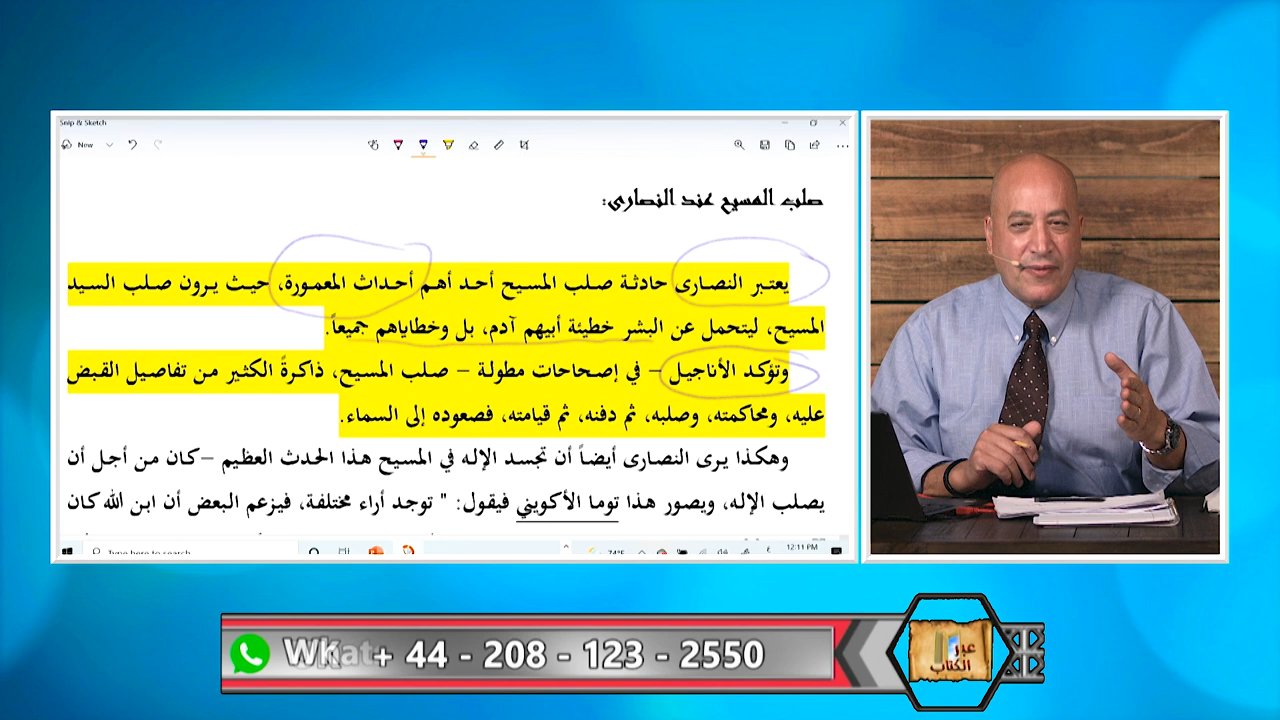 Snip & Sketch
New
صلب المسيح عند النصارى:
يعتبر النصارى حادثة صلب المسيح أحد أهم أحداث المعمورة، حيث يرون صلب السيد
المسيح، ليتحمل عن البشر خطيئة أبيهم آدم، بل وخطاياهم جميعاً.
وتؤكد الأناجيل – في إصحاحات مطولة – صلب المسيح، ذاكرةً الكثير من تفاصيل القبض
عليه، ومحاكمته، وصلبه، ثم دفنه، ثم قيامته، فصعوده إلى السماء.
وهكذا يرى النصارى أيضاً أن تجسد الإله في المسيح هذا الحدث العظيم –كان من أجل أن
يصلب الإله، ويصور هذا توما الأكويني فيقول: " توجد أراء مختلفة، فيزعم البعض أن ابن الله كان
Type here to search
74°F
12:11 PM
+ 44 - 208 - 123 - 2550
عبر
الكتاب